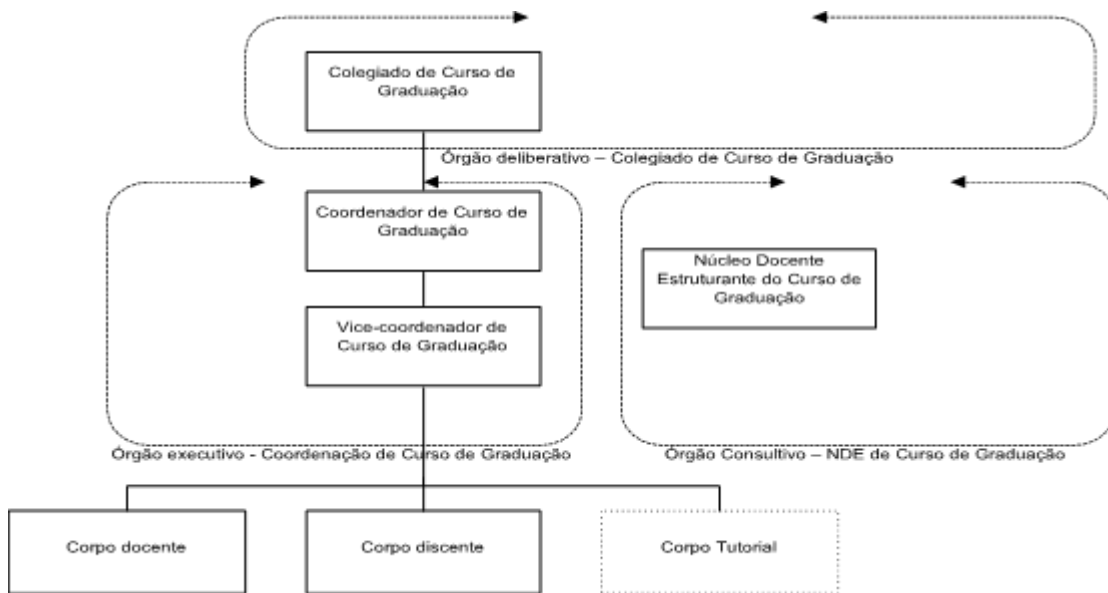 Colegiado de Curso de
Graduação
Órgão deliberativo – Colegiado de Curso de Graduação
Coordenador de Curso de
Graduação
Núcleo Docente
Estruturante do Curso de
Graduação
Vice-coordenador de
Curso de Graduação
Órgão executivo - Coordenação de Curso de Graduação
Órgão Consultivo – NDE de Curso de Graduação
Corpo docente
Corpo discente
Corpo Tutorial